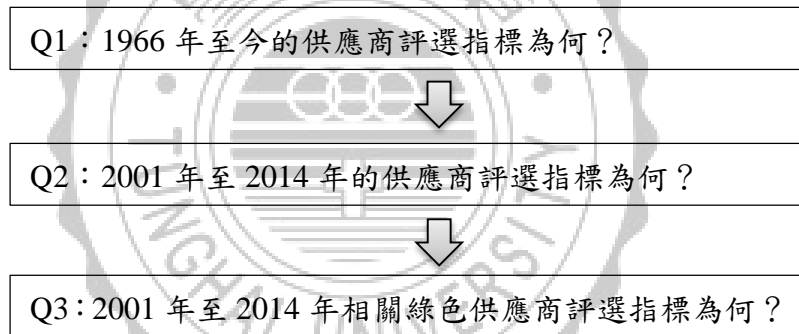 Q1：1966 年至今的供應商評選指標為何？
Q2：2001 年至 2014 年的供應商評選指標為何？
Q3：2001 年至 2014 年相關綠色供應商評選指標為何？
UNIVERSITY